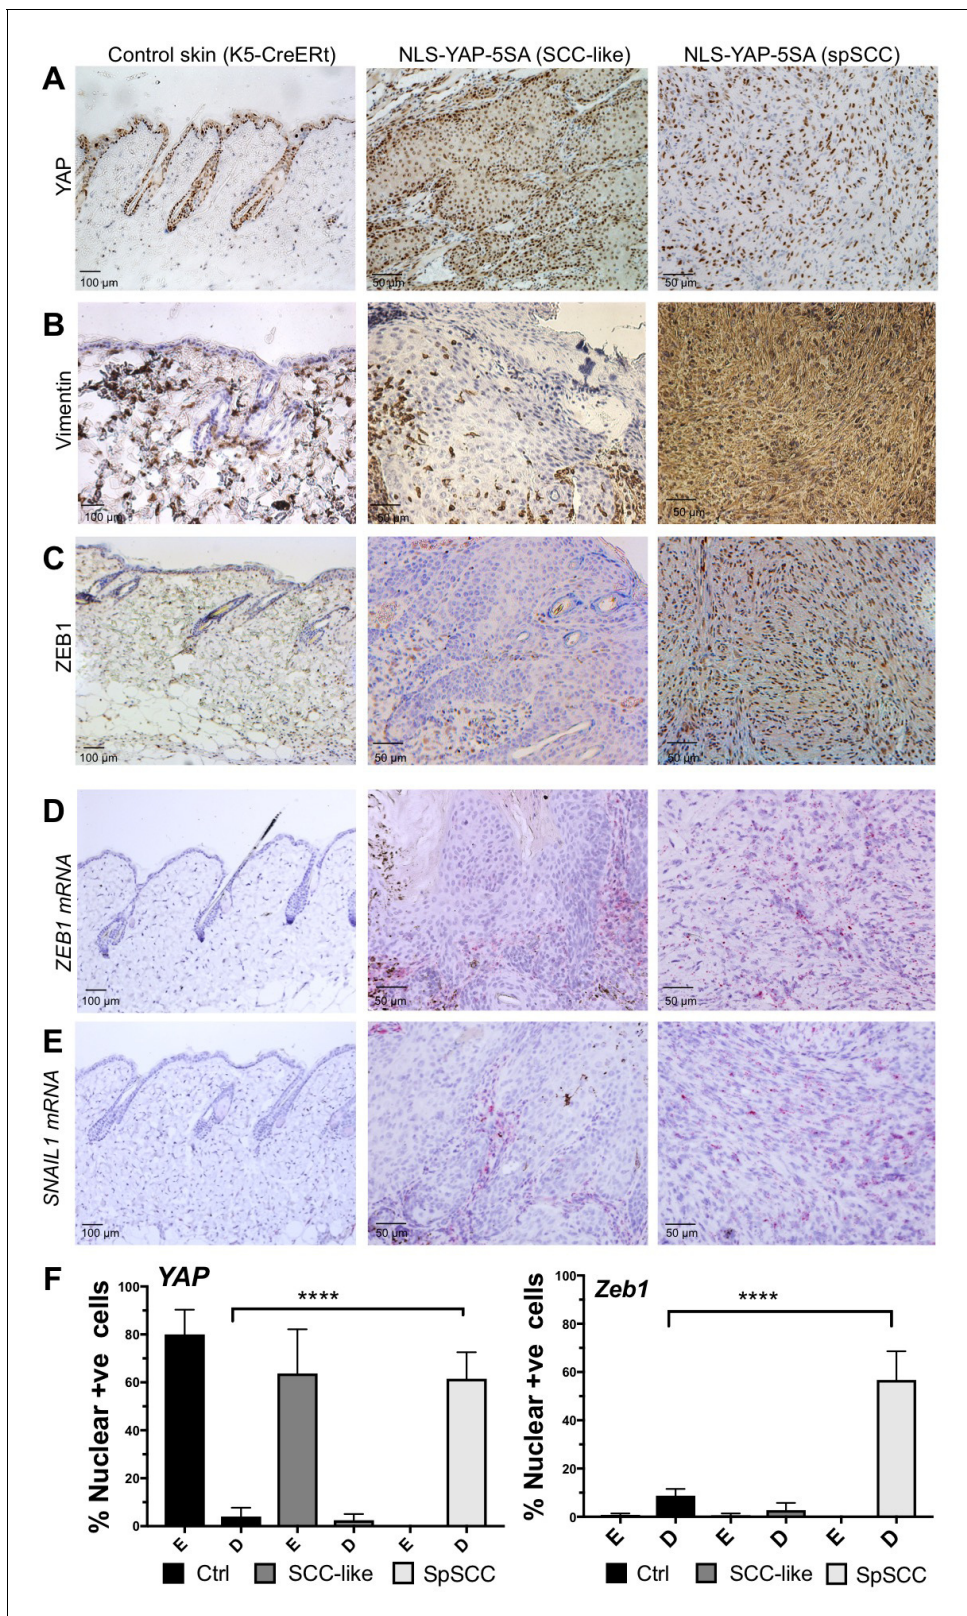 Control skin (K5-CreERt)
NLS-YAP-5SA (SCC-like)
NLS-YAP-5SA (spSCC)
A
YAP
100 µm
50 µm
50 µm
B
Vimentin
100 µm
50 µm
50 µm
C
ZEB1
100 µm
50 µm
50 µm
D
ZEB1 mRNA
100 µm
50 µm
50 µm
E
SNAIL1 mRNA
100 µm
50 µm
50 µm
F
YAP
% Nuclear +ve cells
100
80
60
40
20
0
****
E
D
E
D
E
D
Ctrl
SCC-like
SpSCC
Zeb1
% Nuclear +ve cells
100
80
60
40
20
0
****
E
D
E
D
E
D
Ctrl
SCC-like
SpSCC